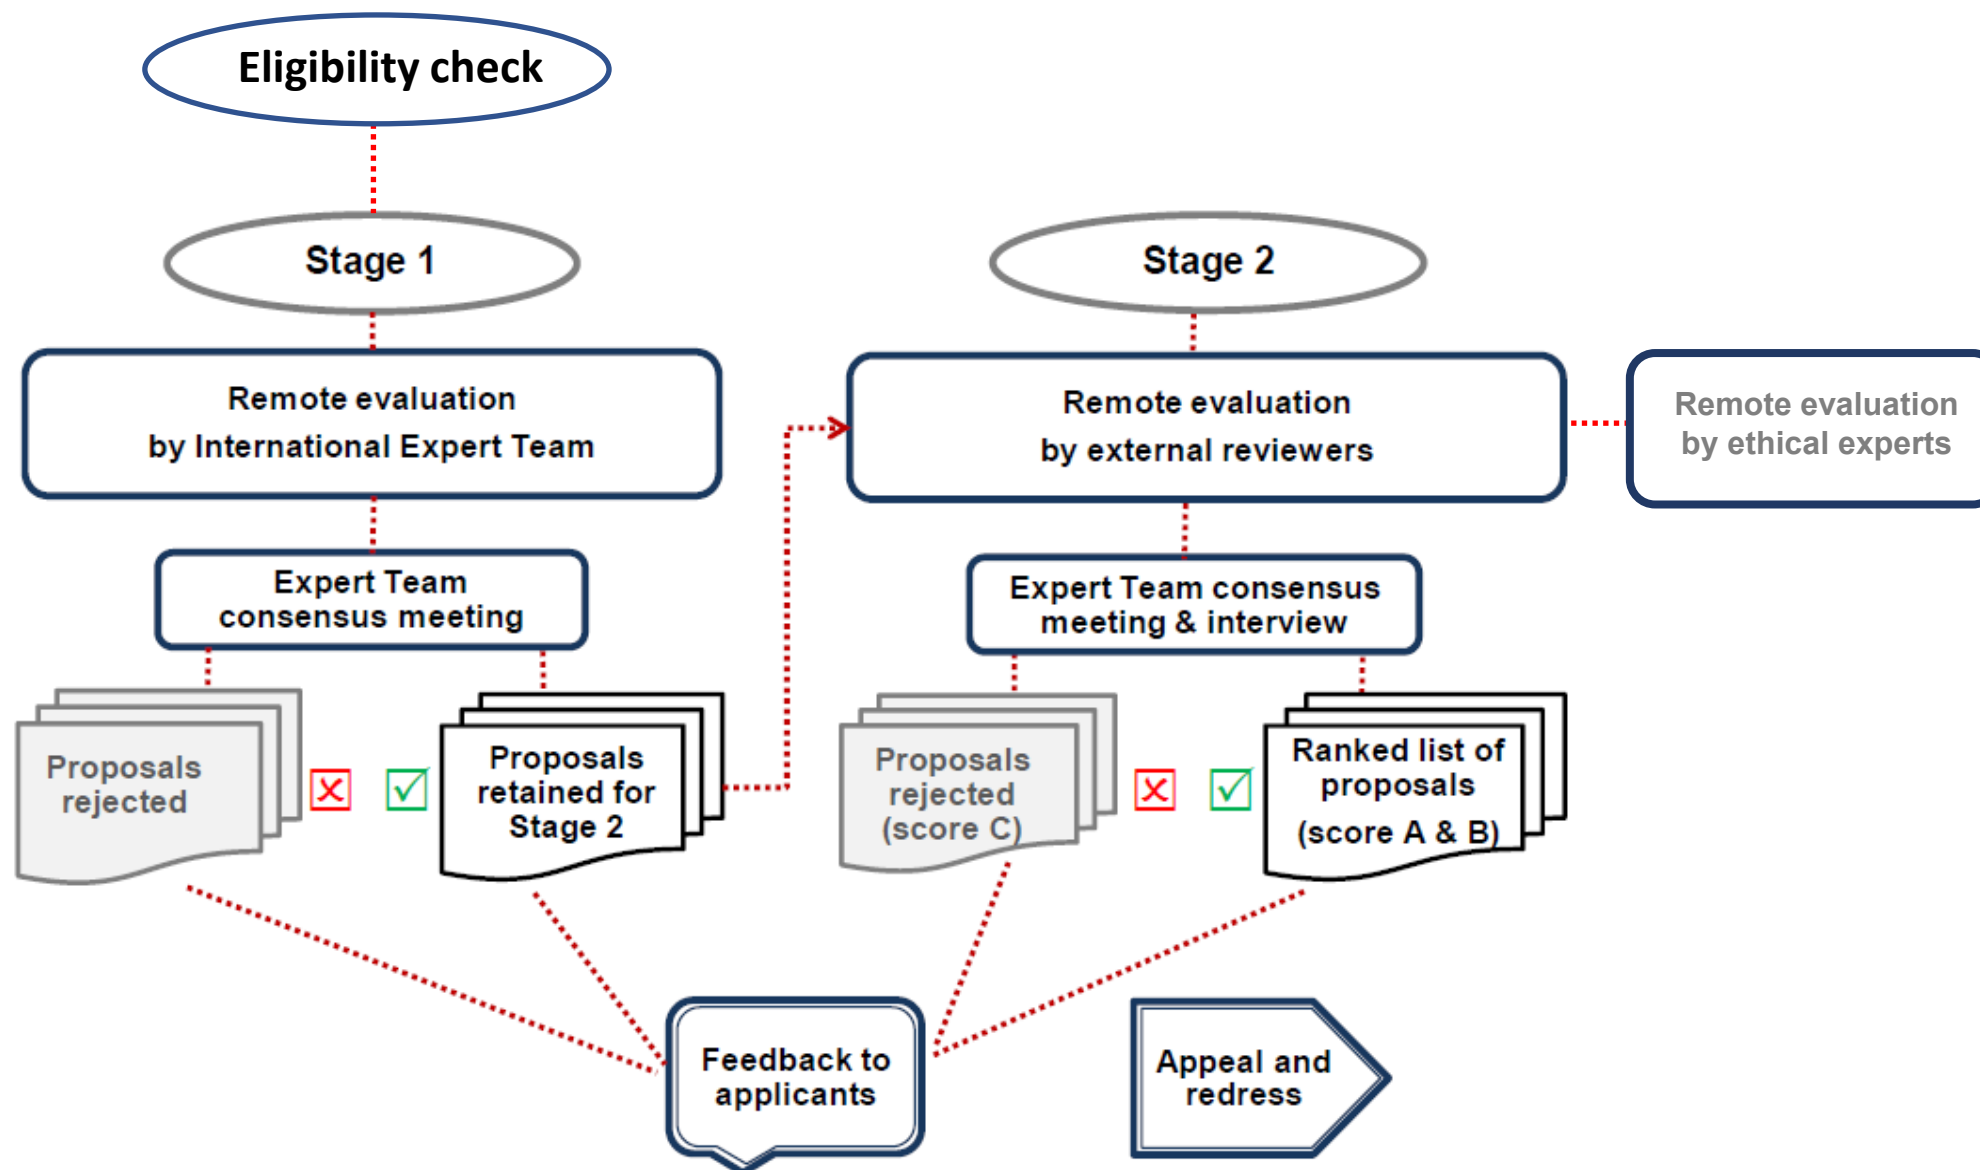 Eligibility check
Stage 1
Stage 2
Remote evaluation
by International Expert Team
Remote evaluation
by external reviewers
Remote evaluation
by ethical experts
Expert Team
consensus meeting
Expert Team consensus
meeting & interview
Proposals
rejected
Proposals
retained for
Stage 2
Proposals
rejected
(score C)
Ranked list of
proposals
(score A & B)
Feedback to
applicants
Appeal and
redress